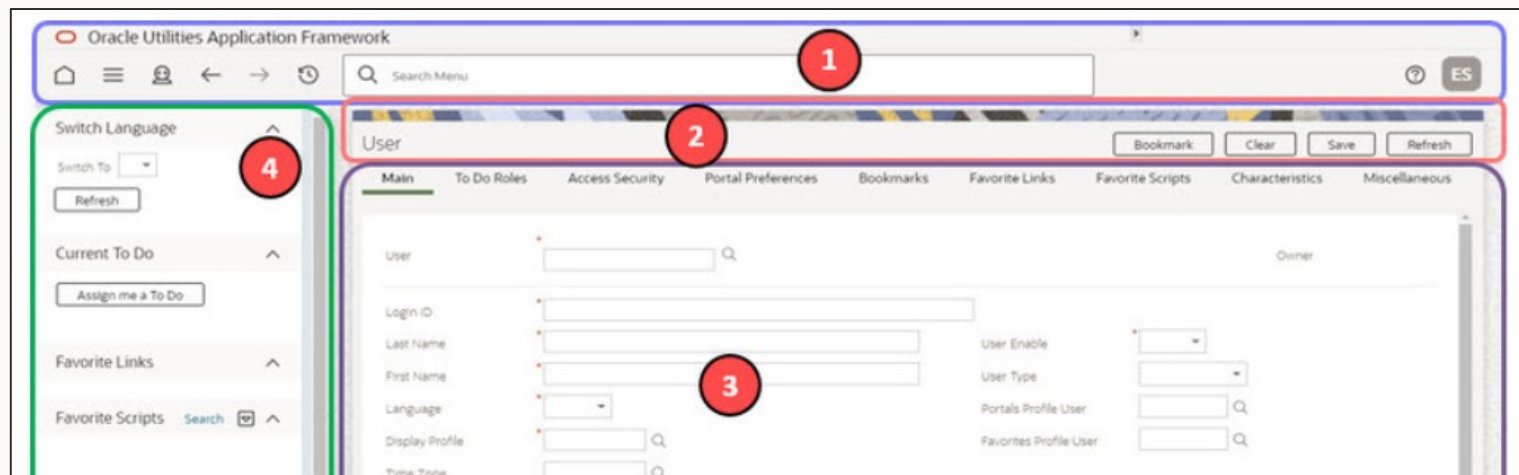 Oracle Utilities Application Framework
1
Search Menu
ES
Switch Language
4
Switch To
Refresh
Current To Do
Assign me a To Do
Favorite Links
Favorite Scripts Search
2
User Bookmark Clear Save Refresh
Main To Do Roles Access Security Portal Preferences Bookmarks Favorite Links Favorite Scripts Characteristics Miscellaneous
User * Owner
Login ID *
Last Name * User Enable *
First Name * User Type
3
Language * Portals Profile User
Display Profile * Favorites Profile User
Time Zone